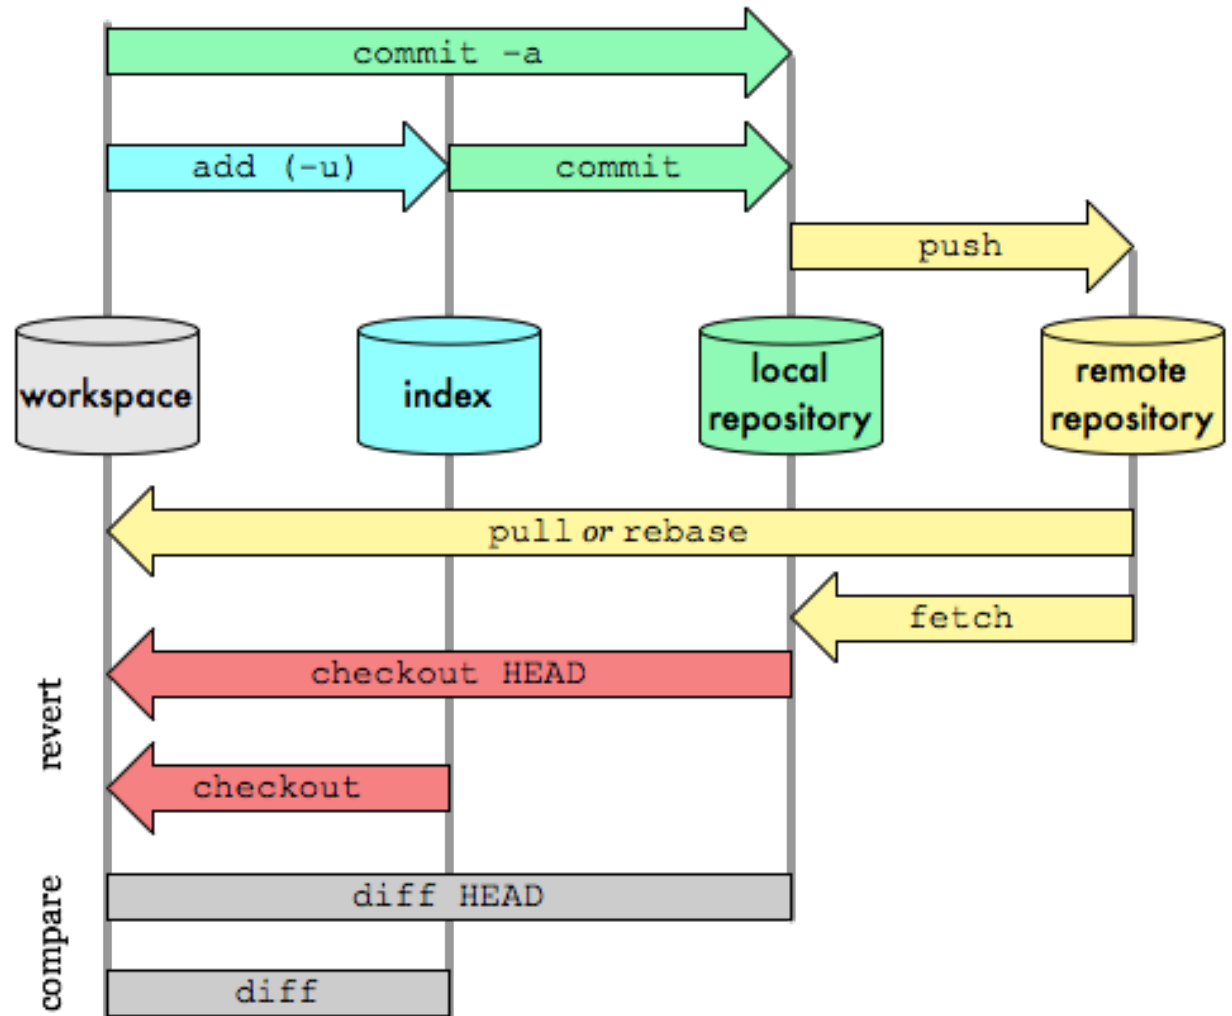 commit -a
add (-u)
commit
push
workspace
index
local
repository
remote
repository
pull or rebase
fetch
revert
checkout HEAD
checkout
compare
diff HEAD
diff